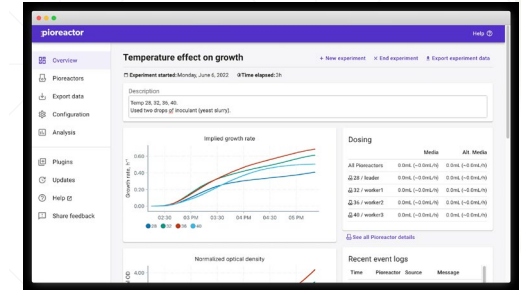 pioreactor
Help
Overview
Pioreactors
Export data
Configuration
Analysis
Plugins
Updates
Help
Share feedback
Temperature effect on growth
+ New experiment
× End experiment
Export experiment data
Experiment started: Monday, June 6, 2022
Time elapsed: 3h
Description
Temp 28, 32, 36, 40.
Used two drops of inoculant (yeast slurry).
Implied growth rate
Growth rate, h⁻¹
0.60
0.40
0.20
0.00
02:30 03 PM 03:30 04 PM 04:30 05 PM
28 32 36 40
Dosing
Media Alt. Media
All Pioreactors 0.0mL (~0.0mL/h) 0.0mL (~0.0mL/h)
28 / leader 0.0mL (~0.0mL/h) 0.0mL (~0.0mL/h)
32 / worker1 0.0mL (~0.0mL/h) 0.0mL (~0.0mL/h)
36 / worker2 0.0mL (~0.0mL/h) 0.0mL (~0.0mL/h)
40 / worker3 0.0mL (~0.0mL/h) 0.0mL (~0.0mL/h)
See all Pioreactor details
Normalized optical density
4.00
OD
Recent event logs
Time Pioreactor Source Message